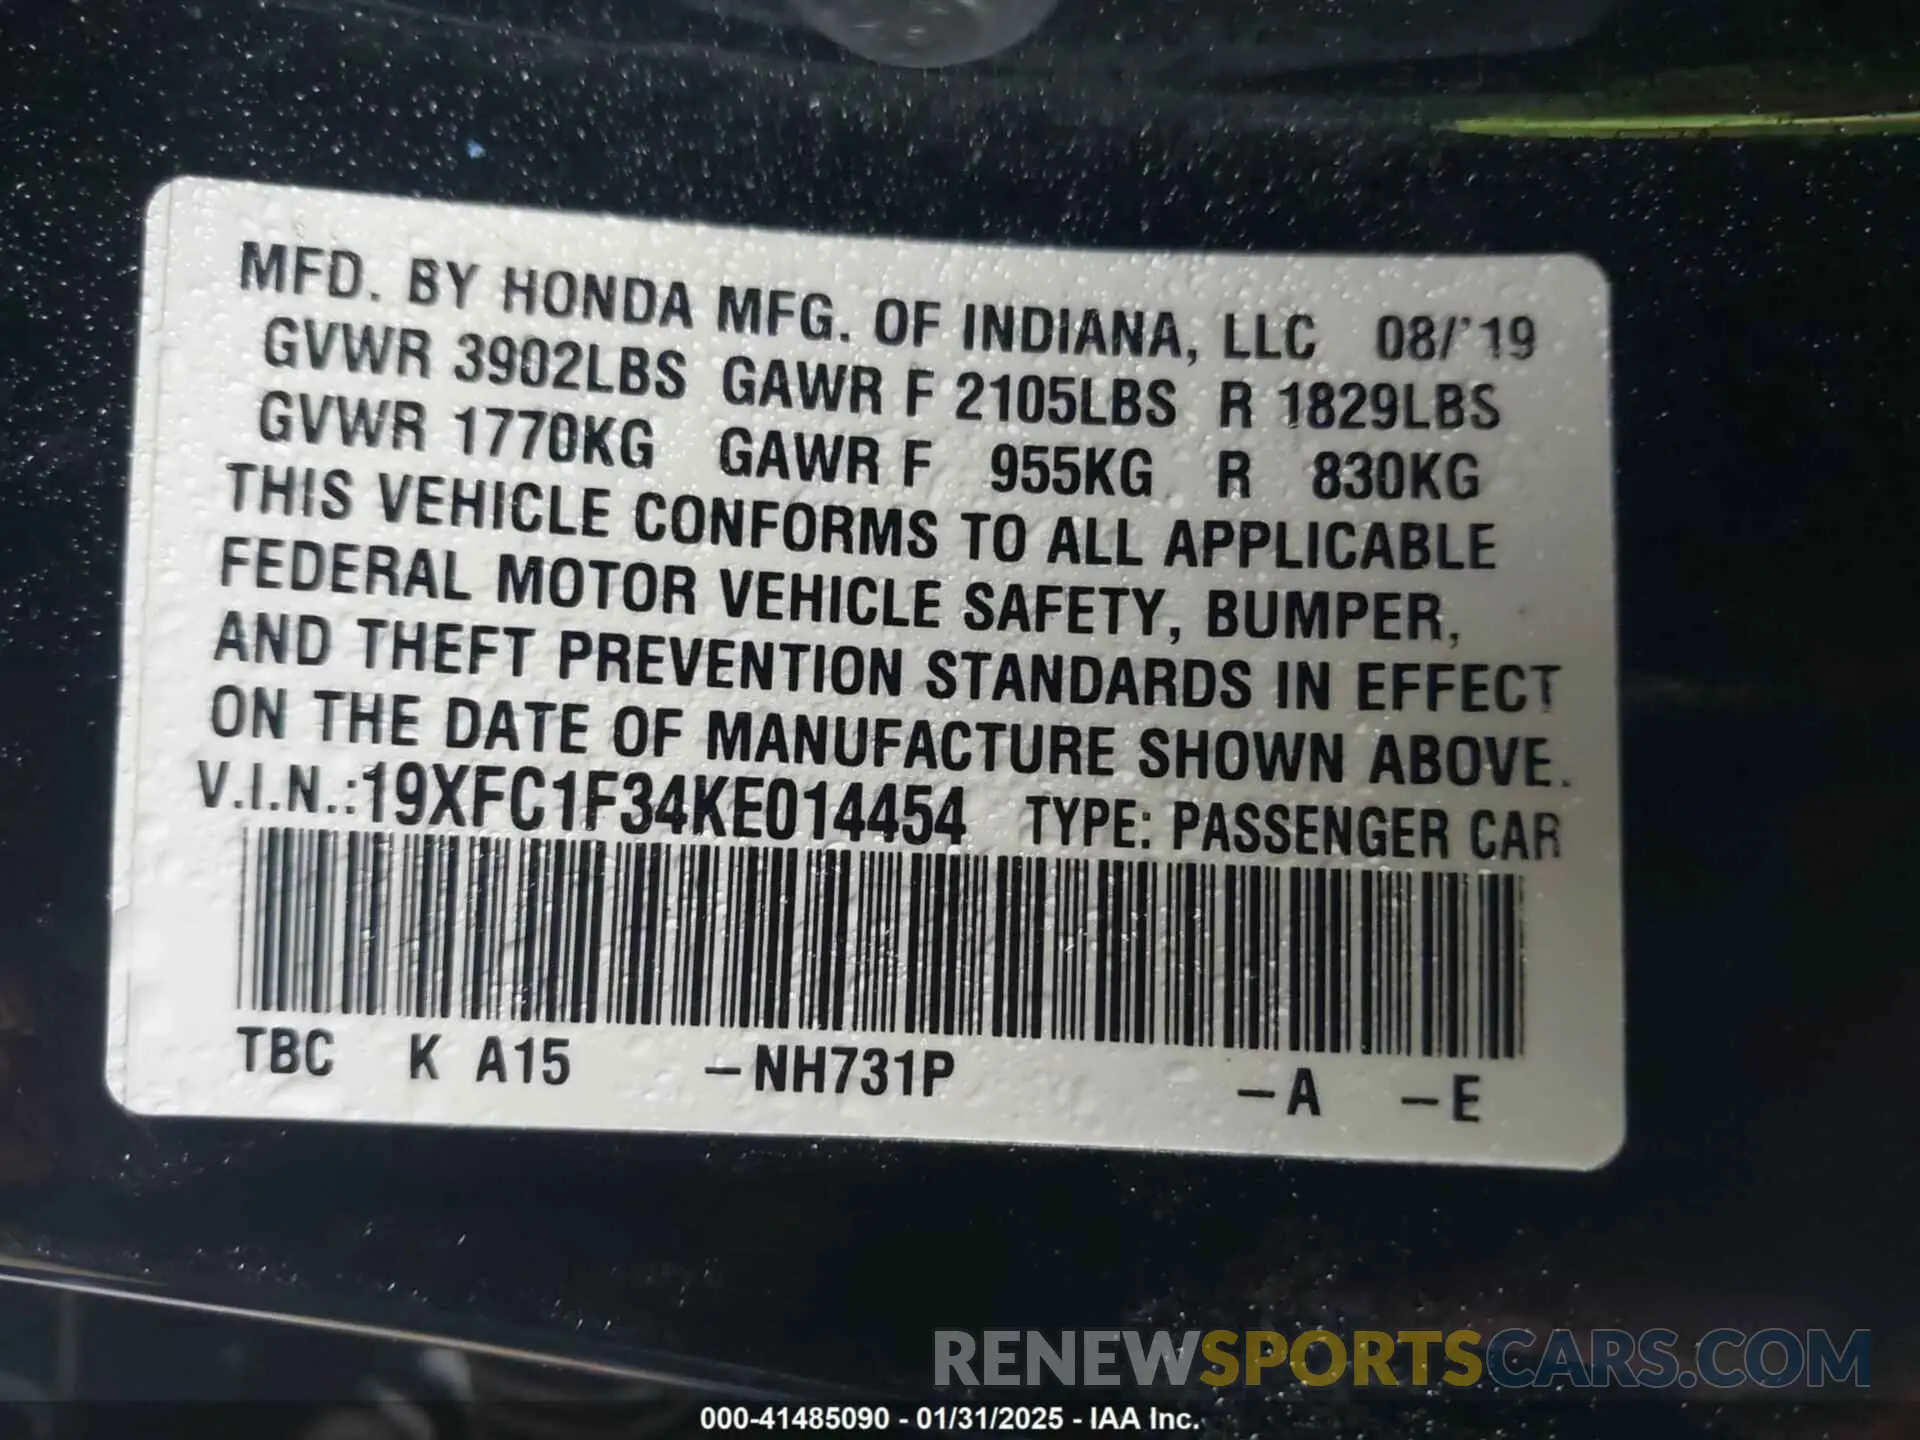 MFD. BY HONDA MFG. OF INDIANA, LLC 08/'19
GVWR 3902LBS GAWR F 2105LBS R 1829LBS
GVWR 1770KG GAWR F 955KG R 830KG
THIS VEHICLE CONFORMS TO ALL APPLICABLE
FEDERAL MOTOR VEHICLE SAFETY, BUMPER,
AND THEFT PREVENTION STANDARDS IN EFFECT
ON THE DATE OF MANUFACTURE SHOWN ABOVE.
V.I.N.:19XFC1F34KE014454 TYPE: PASSENGER CAR
TBC K A15 –NH731P –A –E
RENEWSPORTSCARS.COM
000-41485090 - 01/31/2025 - IAA Inc.